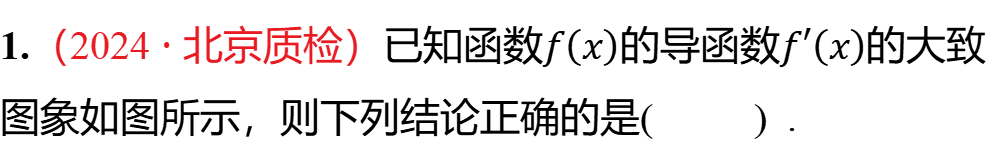 1.（2024·北京质检）已知函数f(x)的导函数f′(x)的大致
图象如图所示，则下列结论正确的是(　　).